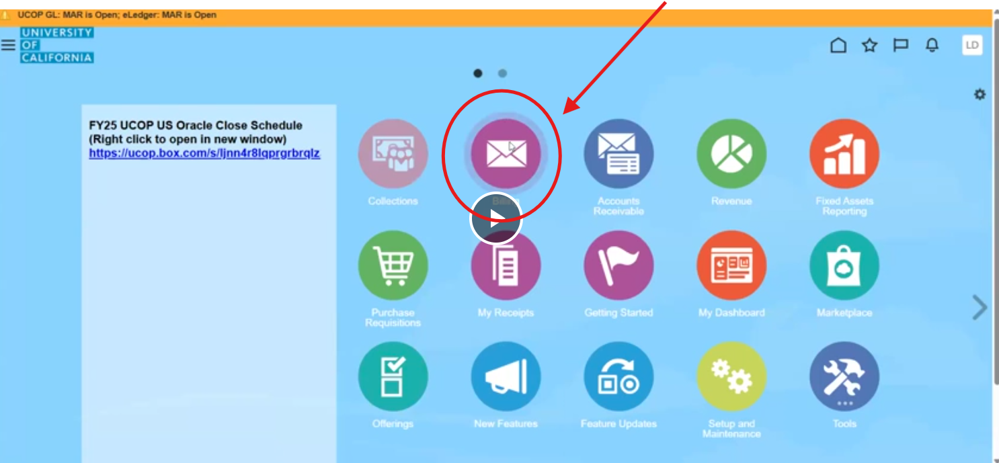 UCOP GL: MAR is Open; eLedger: MAR is Open
UNIVERSITY
OF
CALIFORNIA
LD
FY25 UCOP US Oracle Close Schedule
(Right click to open in new window)
https://ucop.box.com/s/ljnn4r8lqprgrbrqlz
Collections
Accounts
Receivable
Revenue
Fixed Assets
Reporting
Purchase
Requisitions
My Receipts
Getting Started
My Dashboard
Marketplace
Offerings
New Features
Feature Updates
Setup and
Maintenance
Tools